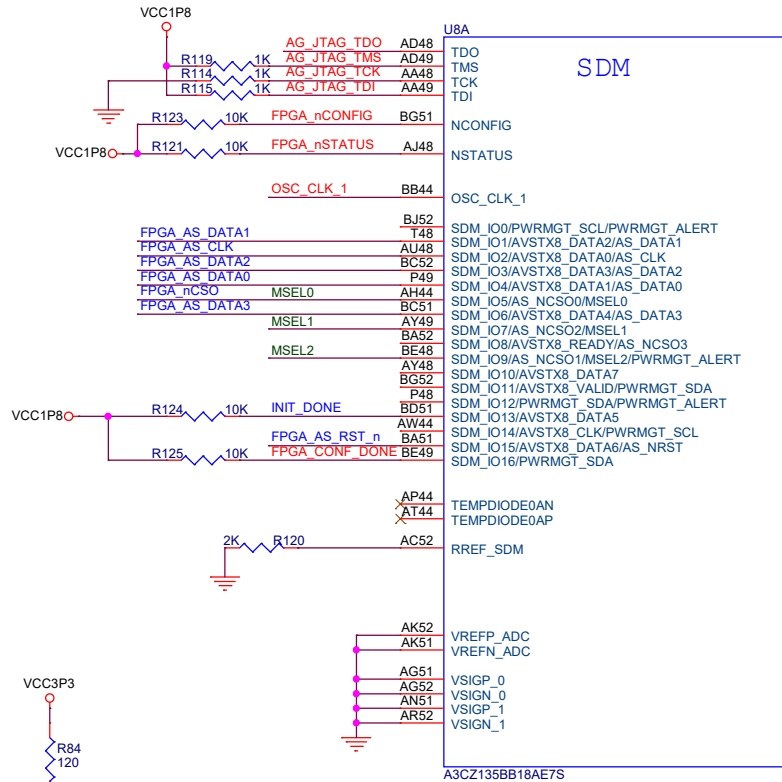 VCC1P8
U8A
AG_JTAG_TDO AD48 TDO
SDM
R119 1K AG_JTAG_TMS AD49 TMS
R114 1K AG_JTAG_TCK AA48 TCK
R115 1K AG_JTAG_TDI AA49 TDI
R123 10K FPGA_nCONFIG BG51 NCONFIG
VCC1P8 R121 10K FPGA_nSTATUS AJ48 NSTATUS
OSC_CLK_1 BB44 OSC_CLK_1
BJ52 SDM_IO0/PWRMGT_SCL/PWRMGT_ALERT
FPGA_AS_DATA1 T48 SDM_IO1/AVSTX8_DATA2/AS_DATA1
FPGA_AS_CLK AU48 SDM_IO2/AVSTX8_DATA0/AS_CLK
FPGA_AS_DATA2 BC52 SDM_IO3/AVSTX8_DATA3/AS_DATA2
FPGA_AS_DATA0 P49 SDM_IO4/AVSTX8_DATA1/AS_DATA0
FPGA_nCSO MSEL0 AH44 SDM_IO5/AS_NCSO0/MSEL0
FPGA_AS_DATA3 BC51 SDM_IO6/AVSTX8_DATA4/AS_DATA3
MSEL1 AY49 SDM_IO7/AS_NCSO2/MSEL1
BA52 SDM_IO8/AVSTX8_READY/AS_NCSO3
MSEL2 BE48 SDM_IO9/AS_NCSO1/MSEL2/PWRMGT_ALERT
AY48 SDM_IO10/AVSTX8_DATA7
BG52 SDM_IO11/AVSTX8_VALID/PWRMGT_SDA
P48 SDM_IO12/PWRMGT_SDA/PWRMGT_ALERT
VCC1P8 R124 10K INIT_DONE BD51 SDM_IO13/AVSTX8_DATA5
AW44 SDM_IO14/AVSTX8_CLK/PWRMGT_SCL
FPGA_AS_RST_n BA51 SDM_IO15/AVSTX8_DATA6/AS_NRST
R125 10K FPGA_CONF_DONE BE49 SDM_IO16/PWRMGT_SDA
AP44 TEMPDIODE0AN
AT44 TEMPDIODE0AP
2K R120 AC52 RREF_SDM
AK52 VREFP_ADC
AK51 VREFN_ADC
AG51 VSIGP_0
AG52 VSIGN_0
AN51 VSIGP_1
AR52 VSIGN_1
VCC3P3
R84
120
A3CZ135BB18AE7S